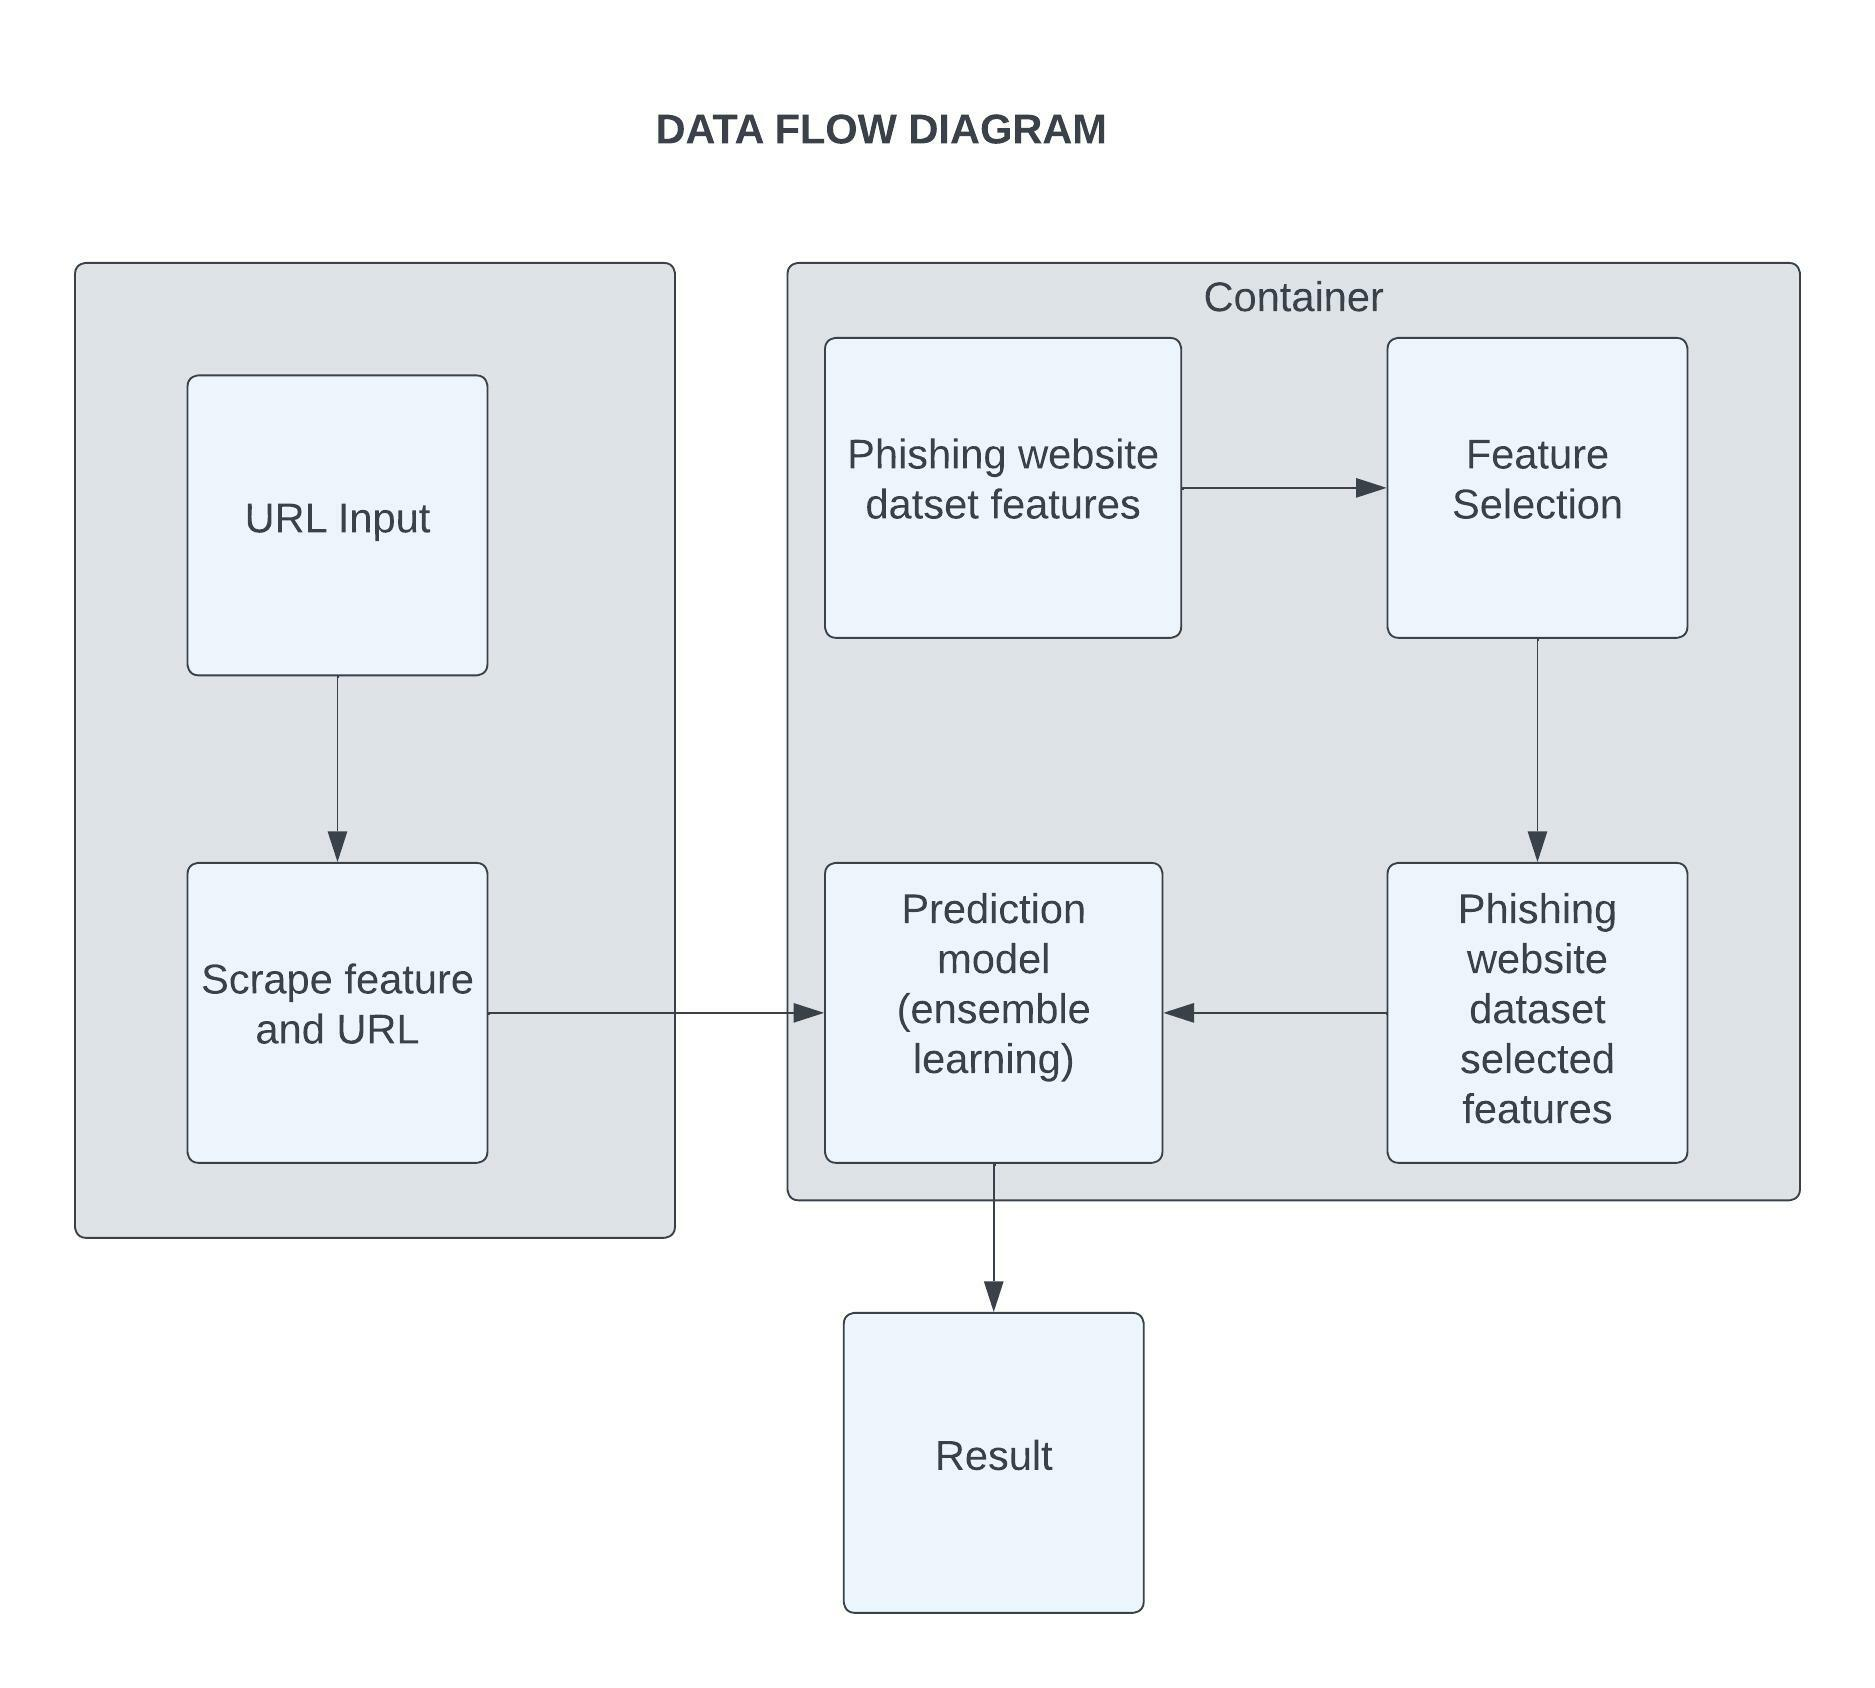 DATA FLOW DIAGRAM
URL Input
Scrape feature
and URL
Container
Phishing website
datset features
Feature
Selection
Prediction
model
(ensemble
learning)
Phishing
website
dataset
selected
features
Result